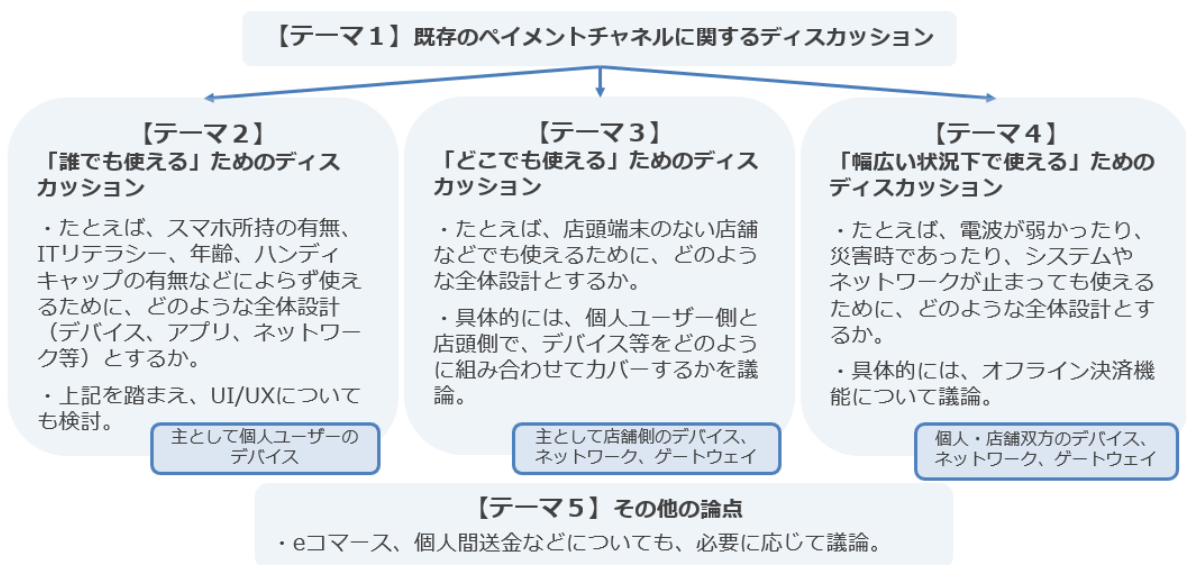 【テーマ１】既存のペイメントチャネルに関するディスカッション
【テーマ２】
「誰でも使える」ためのディス
カッション
・たとえば、スマホ所持の有無、
ITリテラシー、年齢、ハンディ
キャップの有無などによらず使え
るために、どのような全体設計
（デバイス、アプリ、ネットワー
ク等）とするか。
・上記を踏まえ、UI/UXについて
も検討。
主として個人ユーザーの
デバイス
【テーマ３】
「どこでも使える」ためのディス
カッション
・たとえば、店頭端末のない店舗
などでも使えるために、どのよう
な全体設計とするか。
・具体的には、個人ユーザー側と
店頭側で、デバイス等をどのよう
に組み合わせてカバーするかを議
論。
主として店舗側のデバイス、
ネットワーク、ゲートウェイ
【テーマ４】
「幅広い状況下で使える」ための
ディスカッション
・たとえば、電波が弱かったり、
災害時であったり、システムや
ネットワークが止まっても使える
ために、どのような全体設計とす
るか。
・具体的には、オフライン決済機
能について議論。
個人・店舗双方のデバイス、
ネットワーク、ゲートウェイ
【テーマ５】その他の論点
・eコマース、個人間送金などについても、必要に応じて議論。